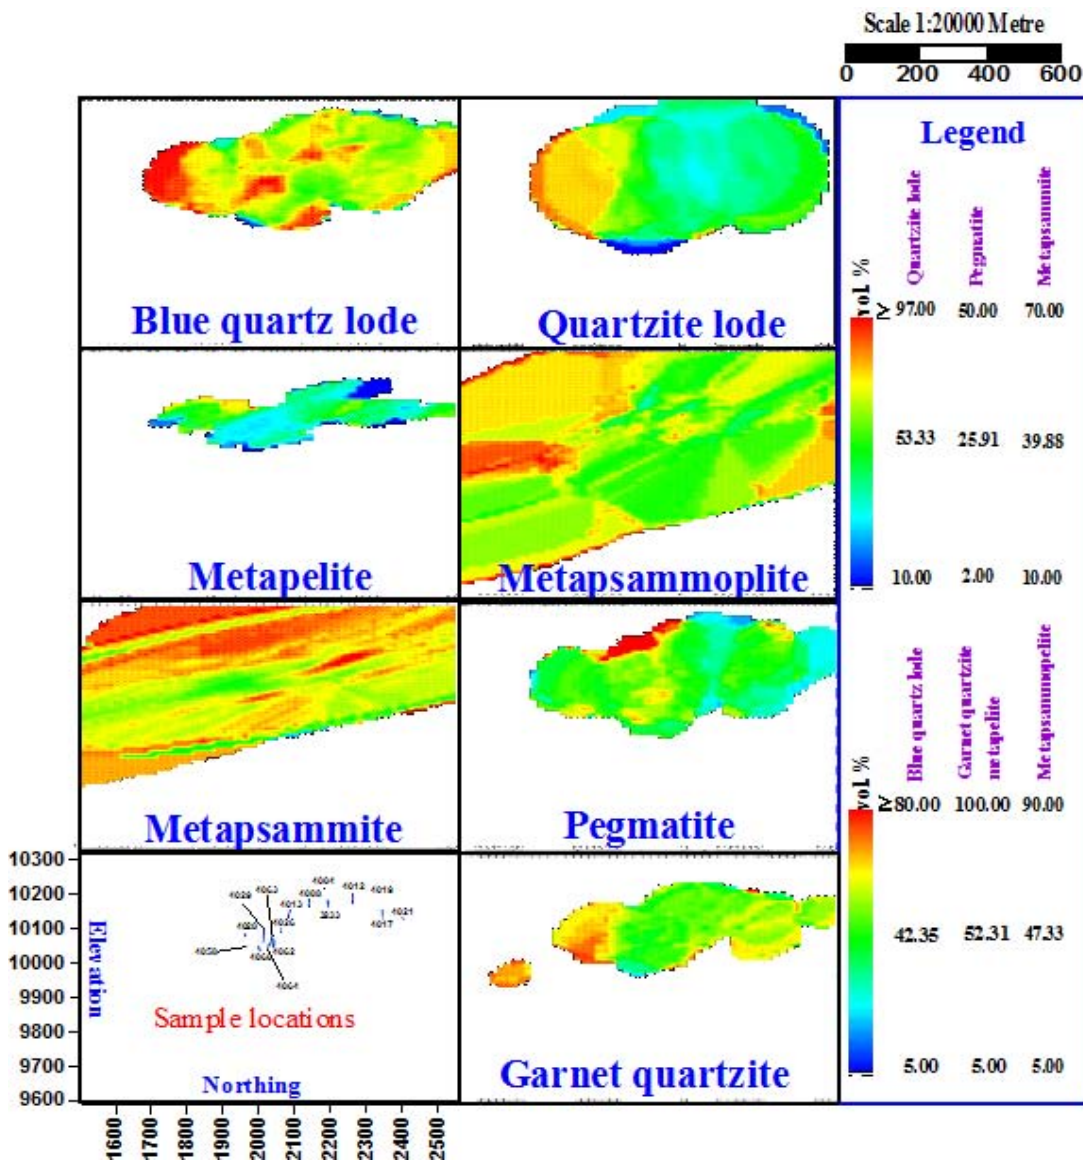 Scale 1:20000 Metre
0 200 400 600
Blue quartz lode
Quartzite lode
Metapelite
Metapsammoplite
Metapsammite
Pegmatite
Garnet quartzite
Legend
vol. %
Quartzite lode
Pegmatite
Metapsammite
≥ 97.00 50.00 70.00
53.33 25.91 39.88
10.00 2.00 10.00
vol. %
Blue quartz lode
Garnet quartzite
metapelite
Metapsammopelite
≥ 80.00 100.00 90.00
42.35 52.31 47.33
5.00 5.00 5.00
Elevation
10300
10200
10100
10000
9900
9800
9700
9600
4012
4013
4017
4021
Sample locations
Northing
1600 1700 1800 1900 2000 2100 2200 2300 2400 2500